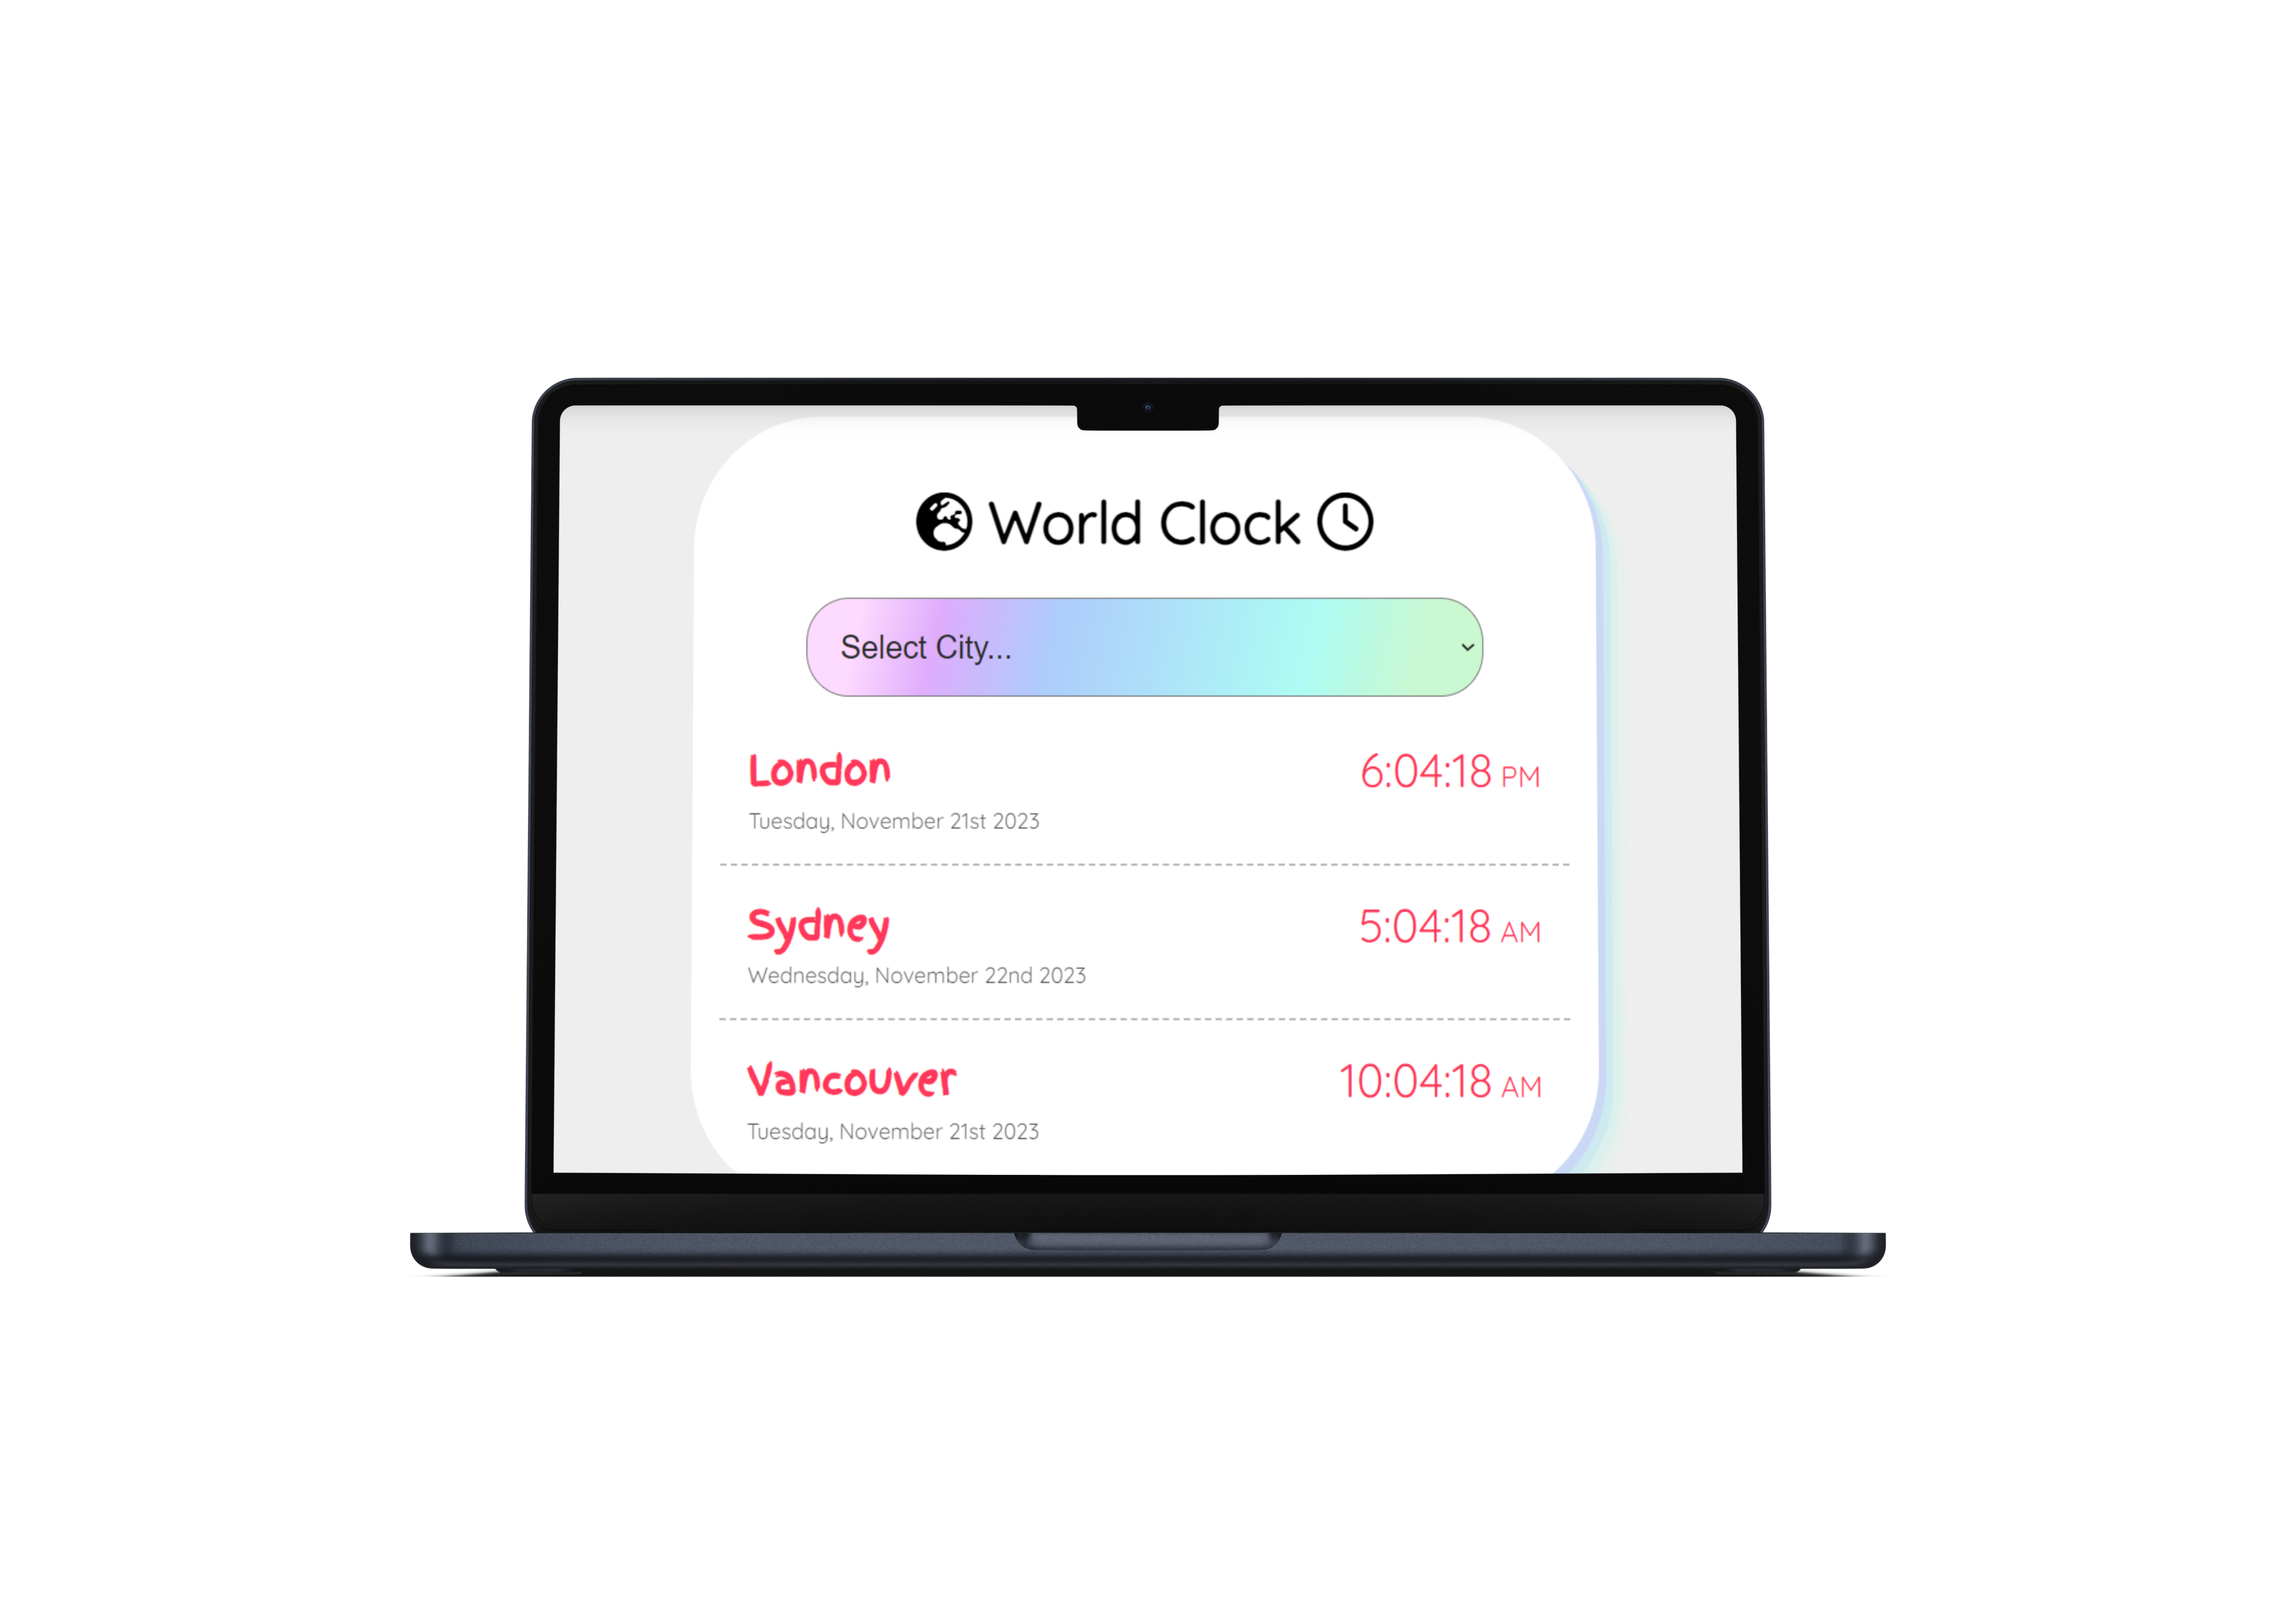 World Clock
Select City...
London
6:04:18 PM
Tuesday, November 21st 2023
Sydney
5:04:18 AM
Wednesday, November 22nd 2023
Vancouver
10:04:18 AM
Tuesday, November 21st 2023